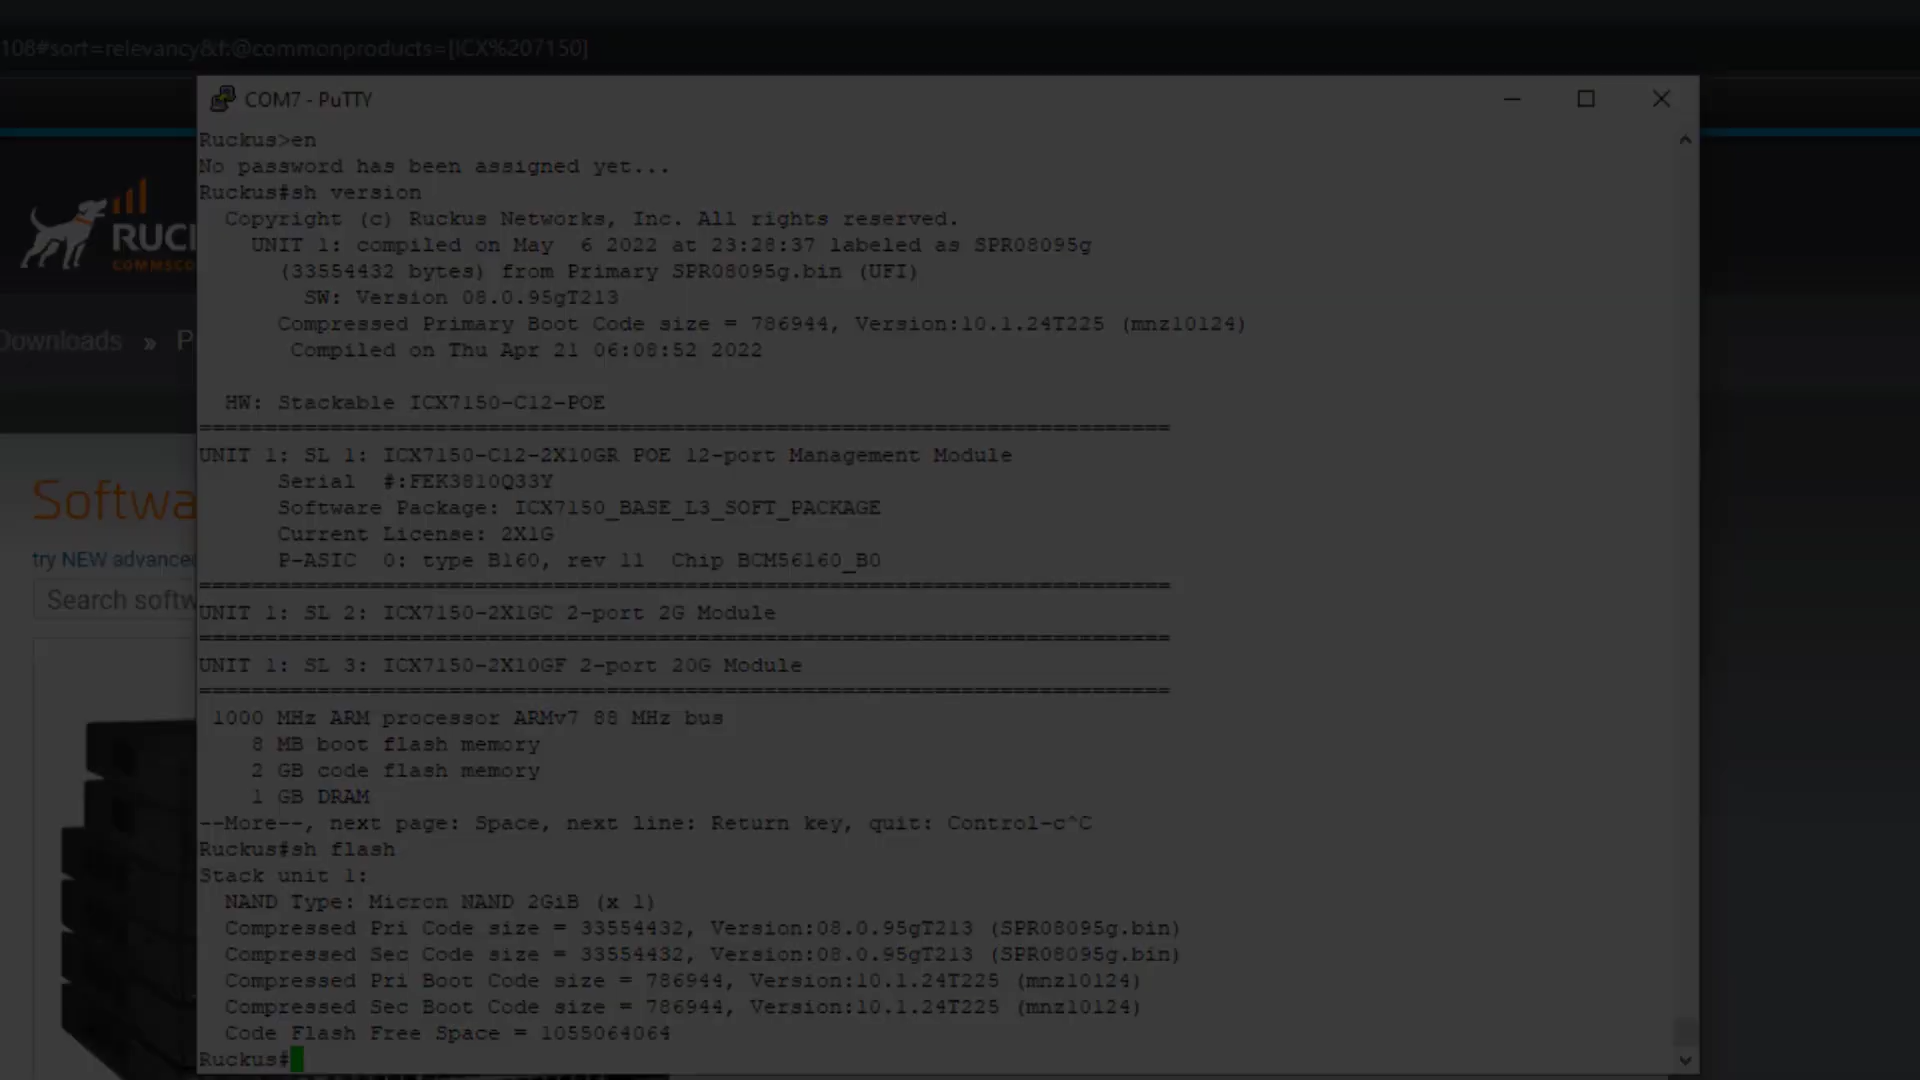 108#sort=relevancy&f:@commonproducts=[ICX%207150]
COM7 - PuTTY
Ruckus>en
No password has been assigned yet...
Ruckus#sh version
Copyright (c) Ruckus Networks, Inc. All rights reserved.
UNIT 1: compiled on May  6 2022 at 23:28:37 labeled as SPR08095g
(33554432 bytes) from Primary SPR08095g.bin (UFI)
SW: Version 08.0.95gT213
Compressed Primary Boot Code size = 786944, Version:10.1.24T225 (mnz10124)
Compiled on Thu Apr 21 06:08:52 2022
HW: Stackable ICX7150-C12-POE
==========================================================================
UNIT 1: SL 1: ICX7150-C12-2X10GR POE 12-port Management Module
Serial  #:FEK3810Q33Y
Software Package: ICX7150_BASE_L3_SOFT_PACKAGE
Current License: 2X1G
P-ASIC  0: type B160, rev 11  Chip BCM56160_B0
==========================================================================
UNIT 1: SL 2: ICX7150-2X1GC 2-port 2G Module
==========================================================================
UNIT 1: SL 3: ICX7150-2X10GF 2-port 20G Module
==========================================================================
1000 MHz ARM processor ARMv7 88 MHz bus
8 MB boot flash memory
2 GB code flash memory
1 GB DRAM
--More--, next page: Space, next line: Return key, quit: Control-c^C
Ruckus#sh flash
Stack unit 1:
NAND Type: Micron NAND 2GiB (x 1)
Compressed Pri Code size = 33554432, Version:08.0.95gT213 (SPR08095g.bin)
Compressed Sec Code size = 33554432, Version:08.0.95gT213 (SPR08095g.bin)
Compressed Pri Boot Code size = 786944, Version:10.1.24T225 (mnz10124)
Compressed Sec Boot Code size = 786944, Version:10.1.24T225 (mnz10124)
Code Flash Free Space = 1055064064
Ruckus#
RUC
COMMSCO
Downloads » P
Softwa
try NEW advance
Search softw